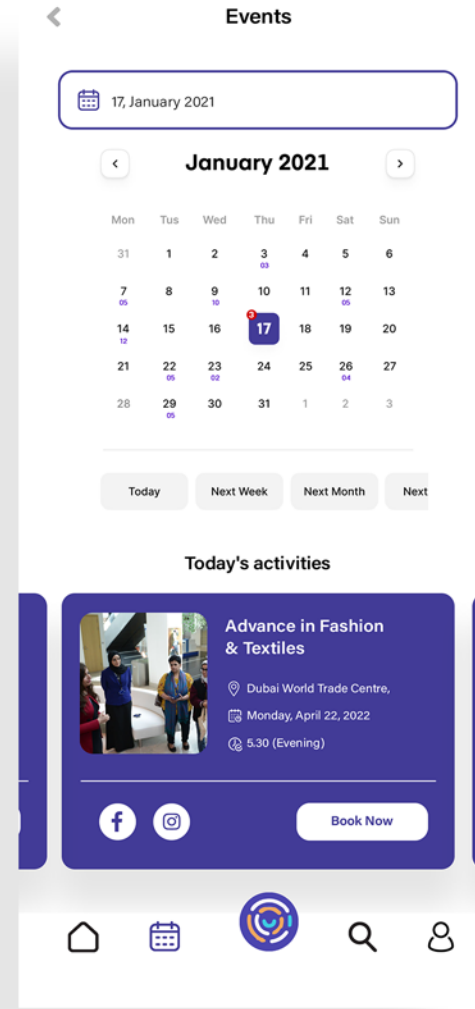 Events
17, January 2021
January 2021
Mon Tus Wed Thu Fri Sat Sun
31 1 2 3 4 5 6
03
7 8 9 10 11 12 13
05 10 05
3
14 15 16 17 18 19 20
12
21 22 23 24 25 26 27
05 02 04
28 29 30 31 1 2 3
05
Today Next Week Next Month Next
Today's activities
Advance in Fashion
& Textiles
Dubai World Trade Centre,
Monday, April 22, 2022
5.30 (Evening)
Book Now